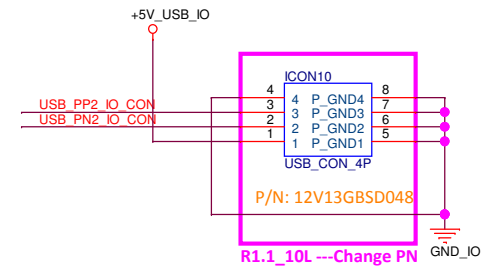 +5V_USB_IO
ICON10
4 4 P_GND4 8
USB_PP2_IO_CON 3 3 P_GND3 7
USB_PN2_IO_CON 2 2 P_GND2 6
1 1 P_GND1 5
USB_CON_4P
P/N: 12V13GBSD048
R1.1_10L ---Change PN
GND_IO